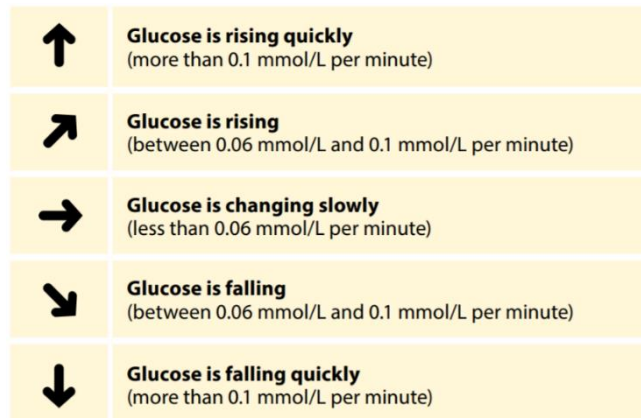 Glucose is rising quickly
(more than 0.1 mmol/L per minute)
Glucose is rising
(between 0.06 mmol/L and 0.1 mmol/L per minute)
Glucose is changing slowly
(less than 0.06 mmol/L per minute)
Glucose is falling
(between 0.06 mmol/L and 0.1 mmol/L per minute)
Glucose is falling quickly
(more than 0.1 mmol/L per minute)